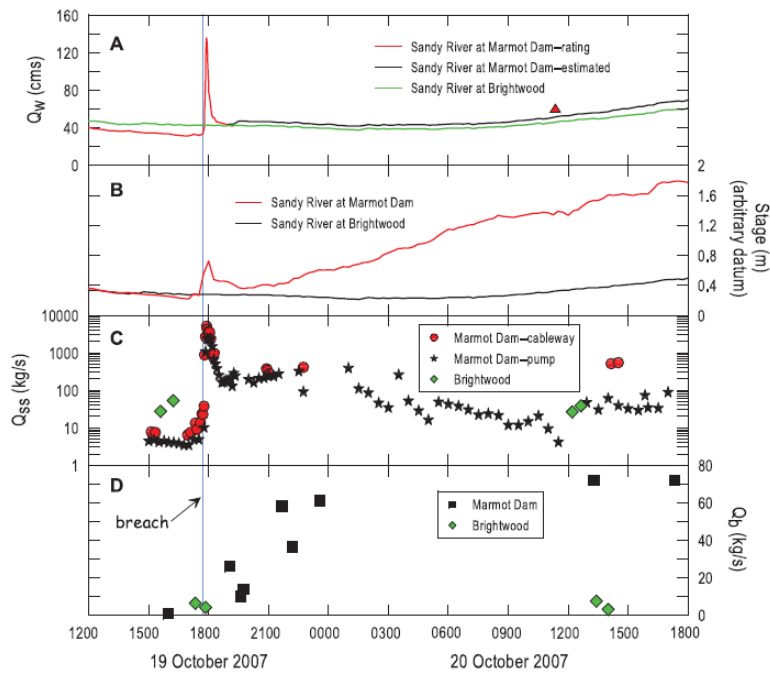 160
A
Sandy River at Marmot Dam—rating
120
Sandy River at Marmot Dam—estimated
Sandy River at Brightwood
80
40
0
Qw (cms)
B
2
Sandy River at Marmot Dam
1.6
Sandy River at Brightwood
1.2
0.8
0.4
0
Stage (m)
(arbitrary datum)
10000
C
Marmot Dam—cableway
1000
Marmot Dam—pump
Brightwood
100
10
1
Qss (kg/s)
D
80
Marmot Dam
60
breach
Brightwood
40
20
0
Qb (kg/s)
1200 1500 1800 2100 0000 0300 0600 0900 1200 1500 1800
19 October 2007 20 October 2007